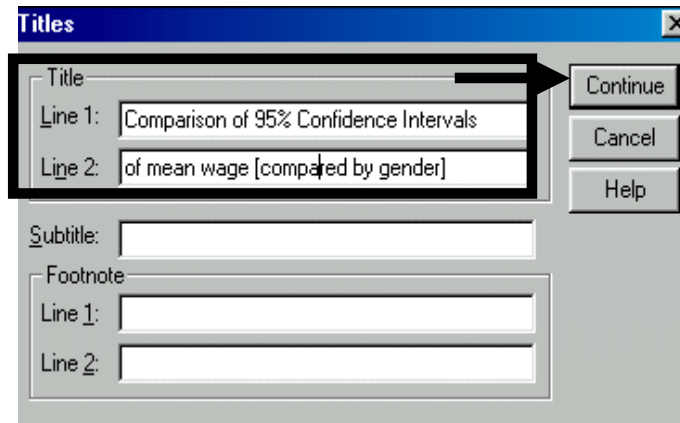 Titles
Title
Line 1: Comparison of 95% Confidence Intervals
Line 2: of mean wage [compared by gender]
Subtitle:
Footnote
Line 1:
Line 2:
Continue
Cancel
Help